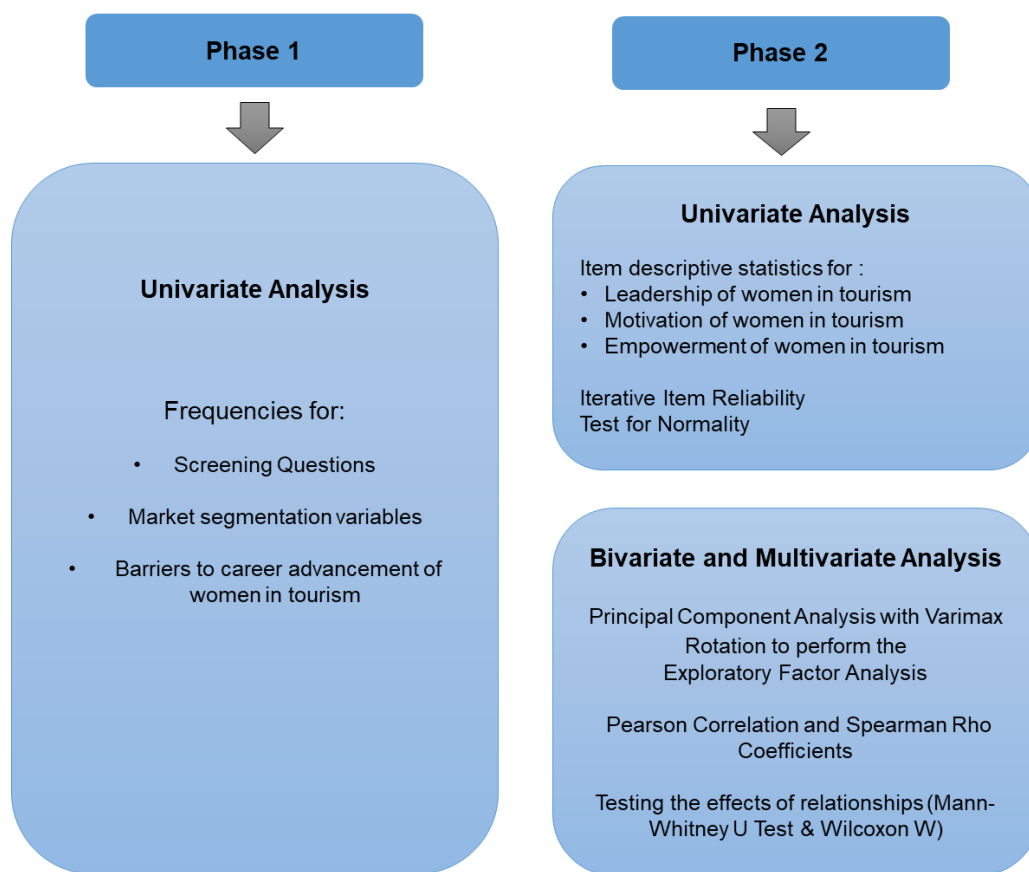 Phase 1
Univariate Analysis
Frequencies for:
• Screening Questions
• Market segmentation variables
• Barriers to career advancement of
women in tourism
Phase 2
Univariate Analysis
Item descriptive statistics for :
• Leadership of women in tourism
• Motivation of women in tourism
• Empowerment of women in tourism
Iterative Item Reliability
Test for Normality
Bivariate and Multivariate Analysis
Principal Component Analysis with Varimax
Rotation to perform the
Exploratory Factor Analysis
Pearson Correlation and Spearman Rho
Coefficients
Testing the effects of relationships (Mann-
Whitney U Test & Wilcoxon W)